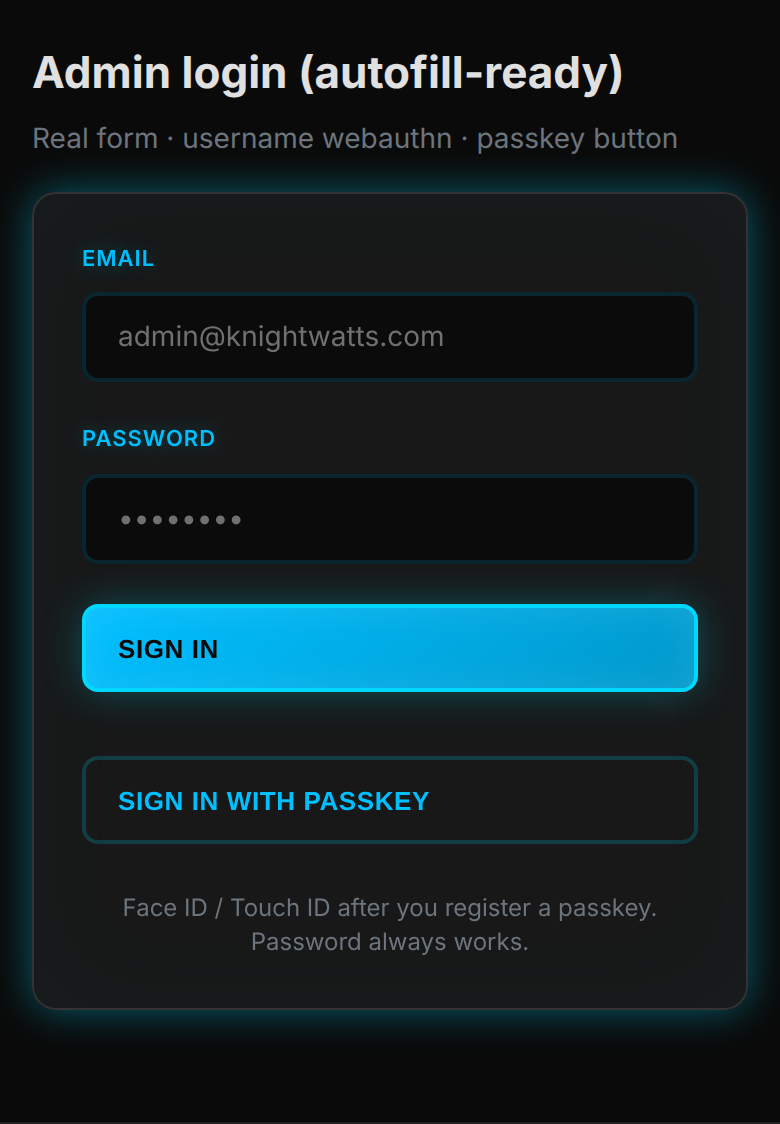 Admin login (autofill-ready)
Real form · username webauthn · passkey button
EMAIL
admin@knightwatts.com
PASSWORD
••••••••
SIGN IN
SIGN IN WITH PASSKEY
Face ID / Touch ID after you register a passkey.
Password always works.